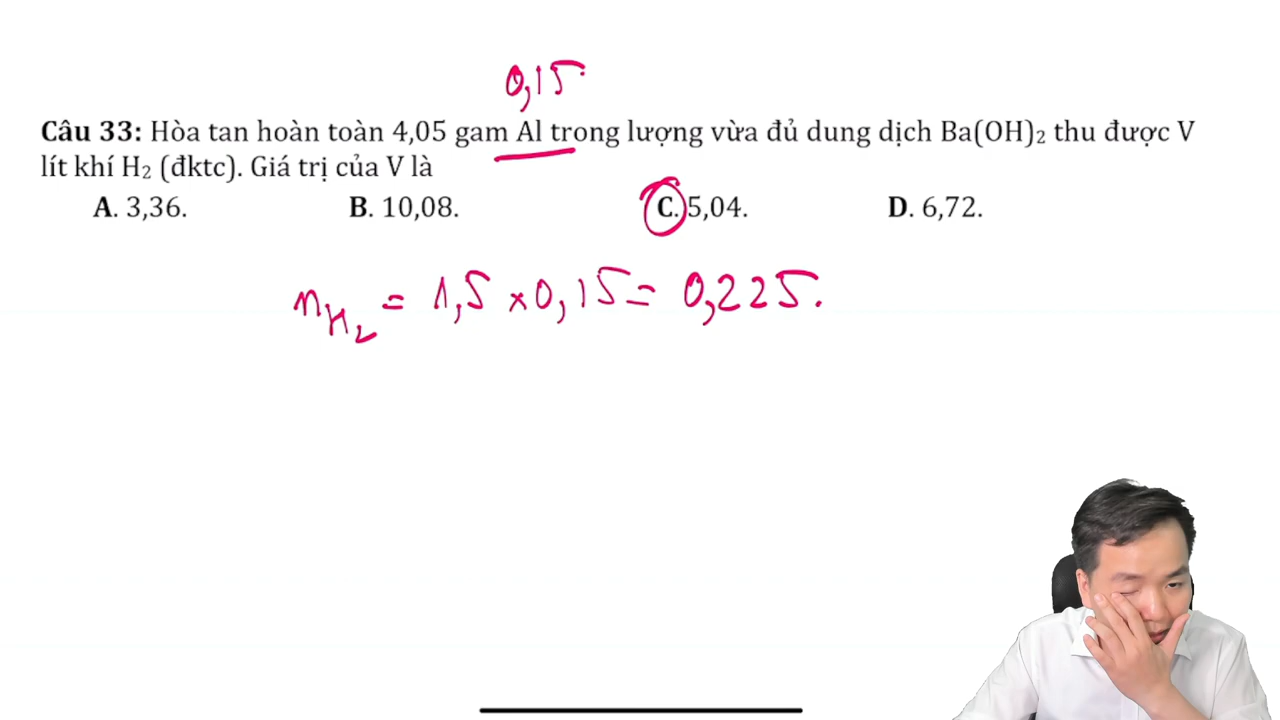 0,15
Câu 33: Hòa tan hoàn toàn 4,05 gam Al trong lượng vừa đủ dung dịch Ba(OH)₂ thu được V
lít khí H₂ (đktc). Giá trị của V là
A. 3,36. B. 10,08. C. 5,04. D. 6,72.
n_H₂ = 1,5 × 0,15 = 0,225.